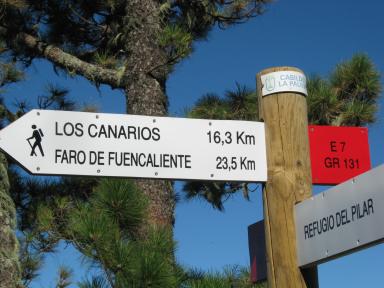 CABILDO
LA PALMA
LOS CANARIOS 16,3 Km
FARO DE FUENCALIENTE 23,5 Km
E 7
GR 131
REFUGIO DEL PILAR